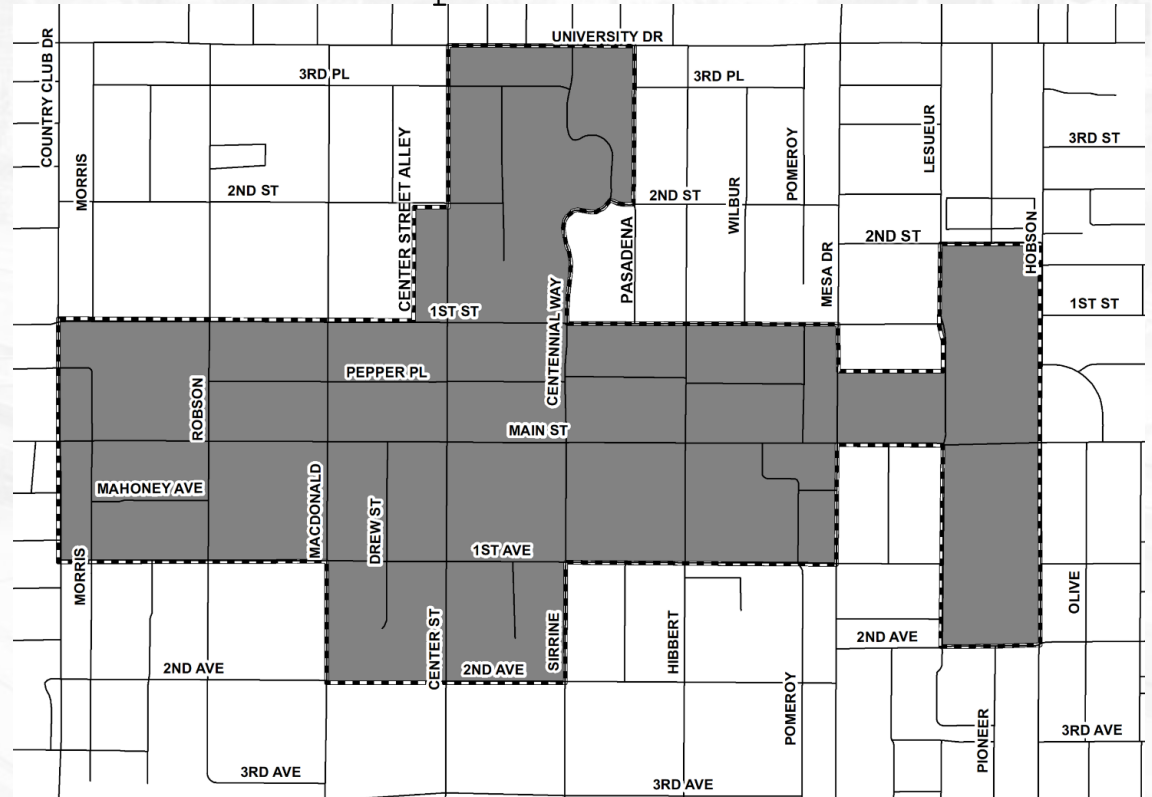 UNIVERSITY DR
COUNTRY CLUB DR
3RD PL
3RD PL
MORRIS
CENTER STREET ALLEY
POMEROY
LESUEUR
3RD ST
2ND ST
2ND ST
WILBUR
2ND ST
HOBSON
PASADENA
MESA DR
CENTENNIAL WAY
1ST ST
1ST ST
PEPPER PL
ROBSON
MAIN ST
MAHONEY AVE
MACDONALD
DREW ST
1ST AVE
MORRIS
CENTER ST
SIRRINE
HIBBERT
OLIVE
2ND AVE
2ND AVE
2ND AVE
POMEROY
PIONEER
3RD AVE
3RD AVE
3RD AVE